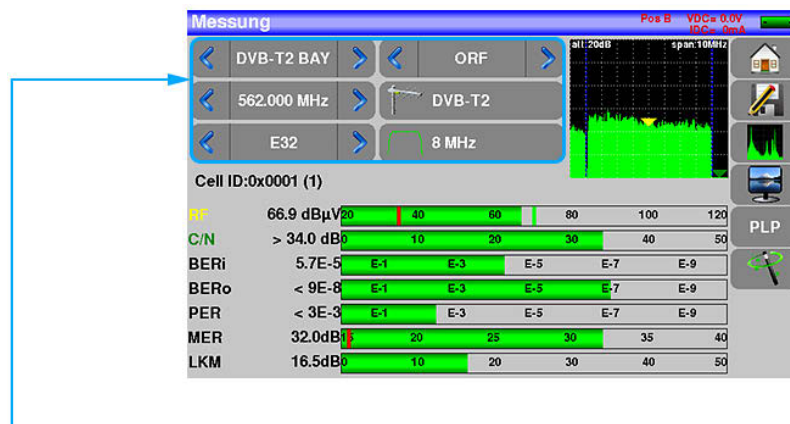 Messung
Pos B VDC= 0.0V
IDC= 0mA
DVB-T2 BAY ORF
alt:20dB span:10MHz
562.000 MHz DVB-T2
E32 8 MHz
Cell ID:0x0001 (1)
PLP
RF 66.9 dBµV 20 40 60 80 100 120
C/N > 34.0 dB 0 10 20 30 40 50
BERi 5.7E-5 E-1 E-3 E-5 E-7 E-9
BERo < 9E-8 E-1 E-3 E-5 E-7 E-9
PER < 3E-3 E-1 E-3 E-5 E-7 E-9
MER 32.0dB 15 20 25 30 35 40
LKM 16.5dB 0 10 20 30 40 50